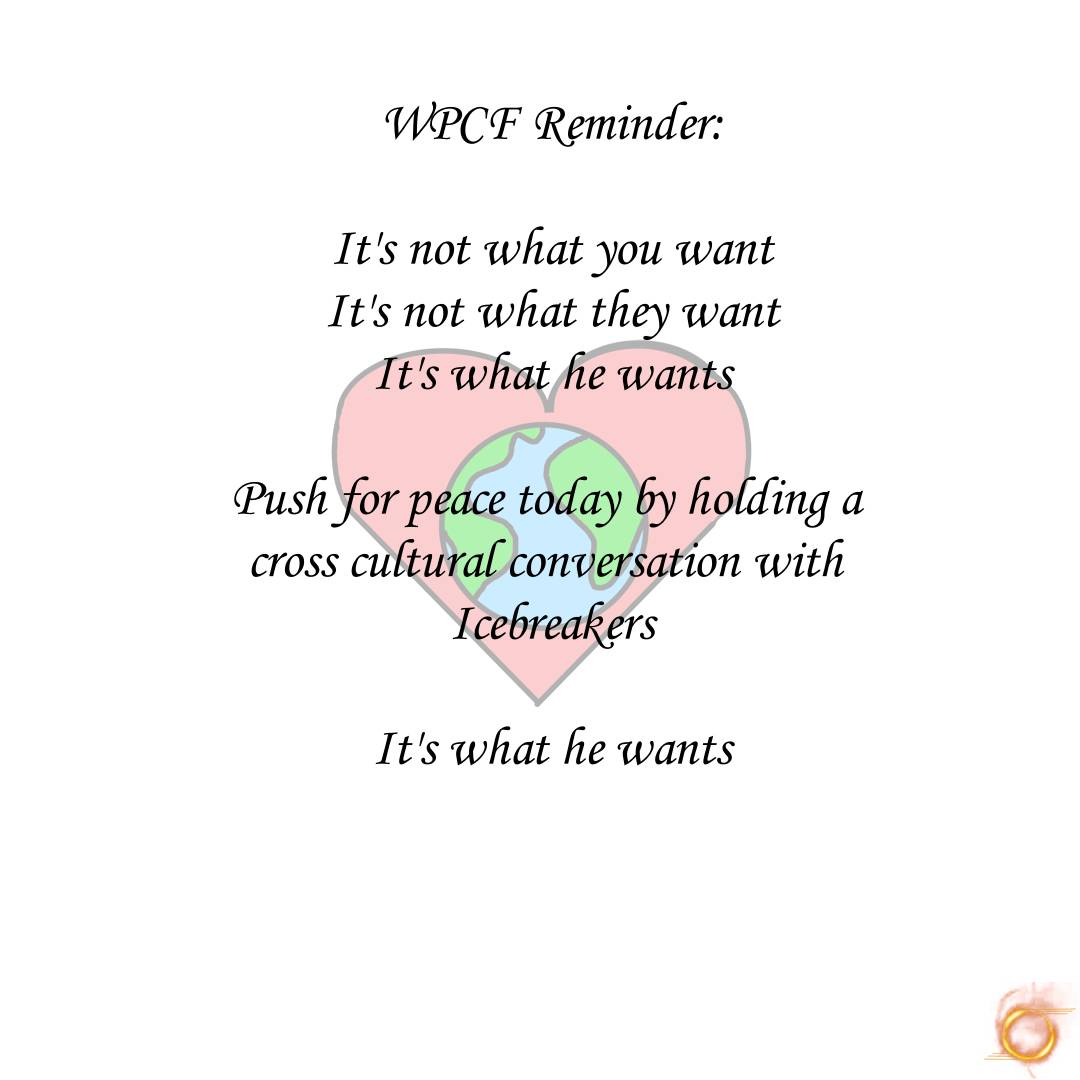 WPCF Reminder:
It's not what you want
It's not what they want
It's what he wants
Push for peace today by holding a
cross cultural conversation with
Icebreakers
It's what he wants